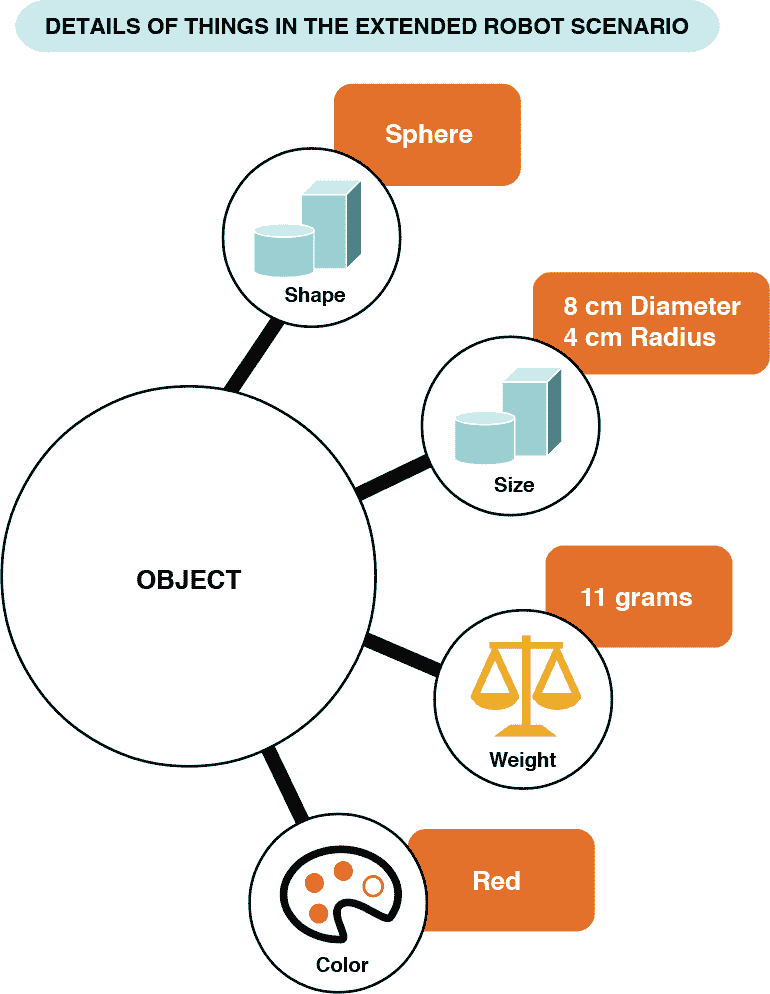 DETAILS OF THINGS IN THE EXTENDED ROBOT SCENARIO
Sphere
Shape
8 cm Diameter
4 cm Radius
Size
OBJECT
11 grams
Weight
Red
Color